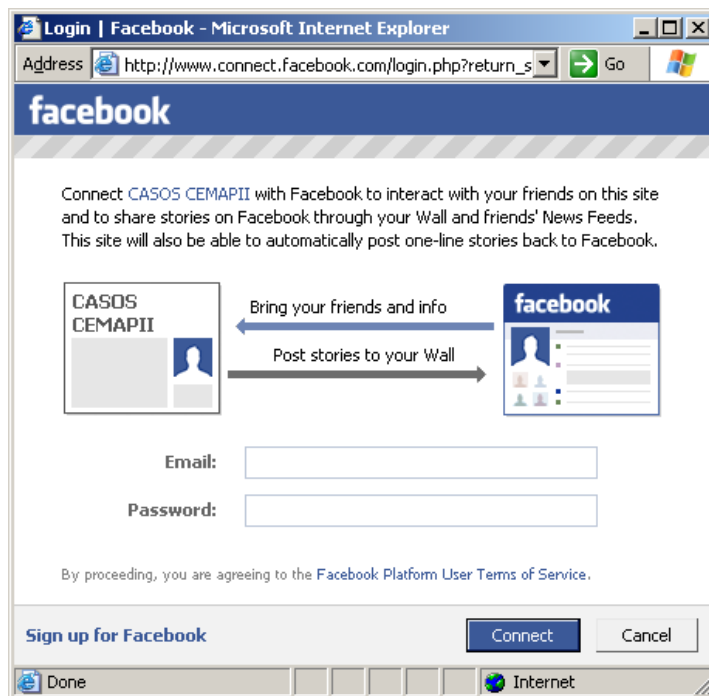 Login | Facebook - Microsoft Internet Explorer
Address http://www.connect.facebook.com/login.php?return_s Go
facebook
Connect CASOS CEMAPII with Facebook to interact with your friends on this site
and to share stories on Facebook through your Wall and friends' News Feeds.
This site will also be able to automatically post one-line stories back to Facebook.
CASOS
CEMAPII
Bring your friends and info
Post stories to your Wall
facebook
Email:
Password:
By proceeding, you are agreeing to the Facebook Platform User Terms of Service.
Sign up for Facebook Connect Cancel
Done Internet